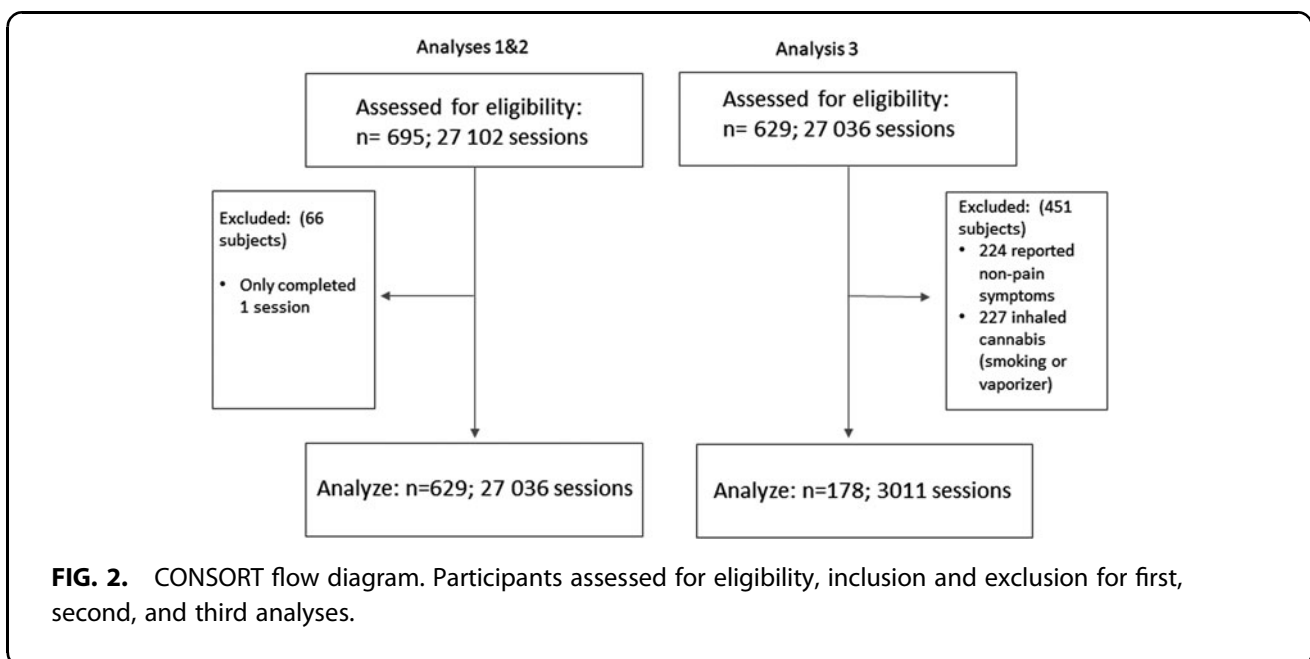 Analyses 1&2
Assessed for eligibility:
n= 695; 27 102 sessions
Excluded: (66
subjects)
• Only completed
1 session
Analyze: n=629; 27 036 sessions
Analysis 3
Assessed for eligibility:
n= 629; 27 036 sessions
Excluded: (451
subjects)
• 224 reported
non-pain
symptoms
• 227 inhaled
cannabis
(smoking or
vaporizer)
Analyze: n=178; 3011 sessions
FIG. 2. CONSORT flow diagram. Participants assessed for eligibility, inclusion and exclusion for first,
second, and third analyses.